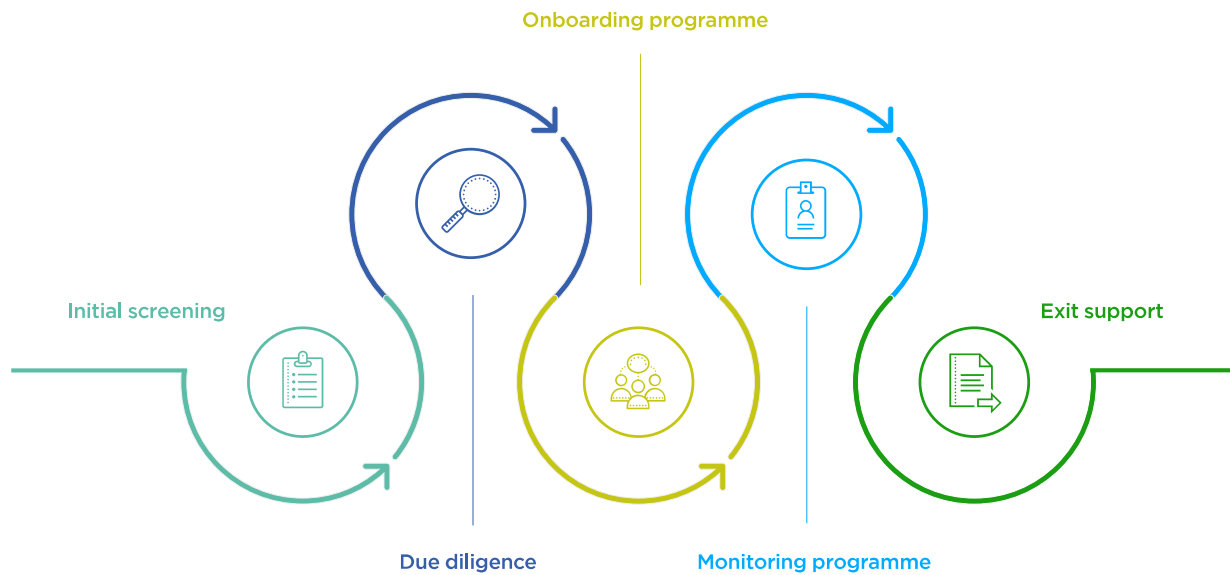 Onboarding programme
Initial screening
Exit support
Due diligence
Monitoring programme